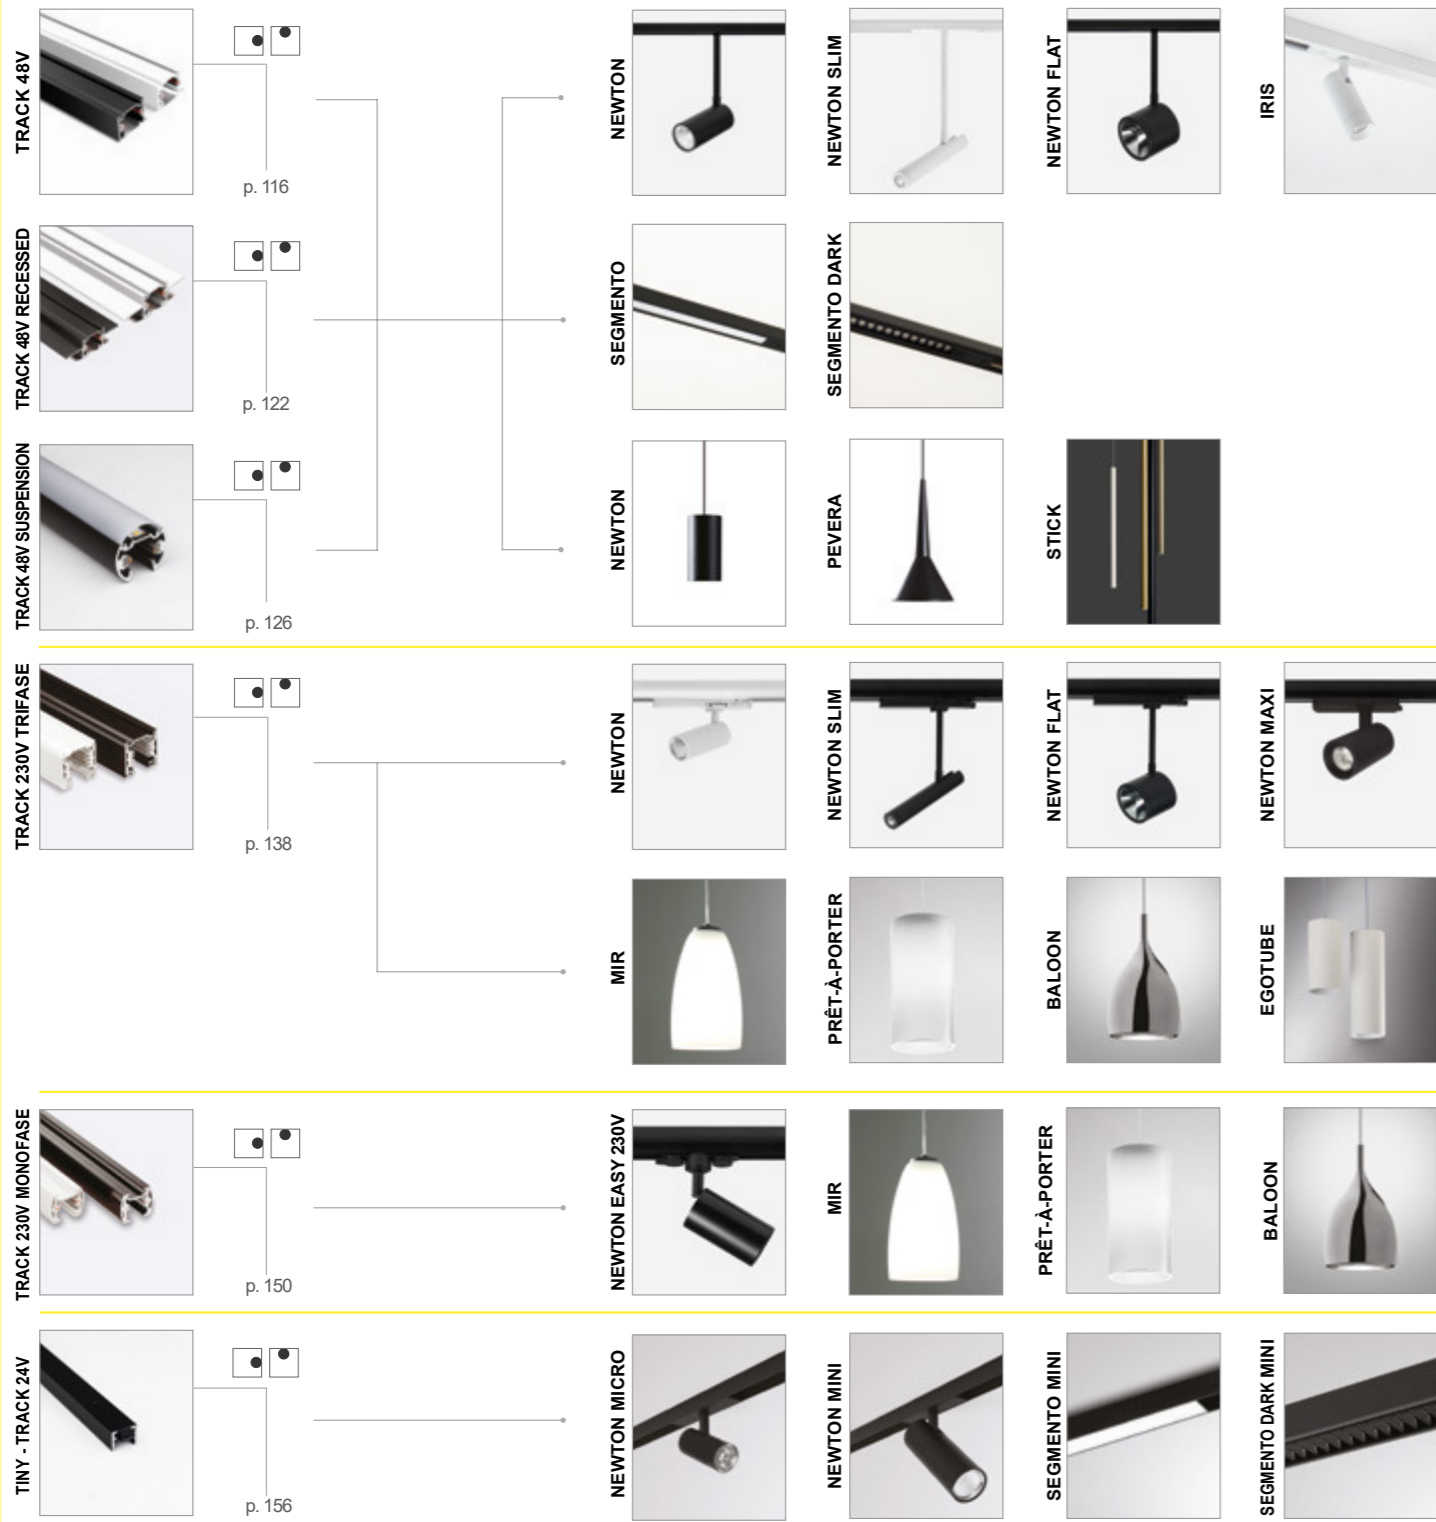 TRACK 48V
p. 116
NEWTON
NEWTON SLIM
NEWTON FLAT
IRIS
TRACK 48V RECESSED
p. 122
SEGMENTO
SEGMENTO DARK
TRACK 48V SUSPENSION
p. 126
NEWTON
PEVERA
STICK
TRACK 230V TRIFASE
p. 138
NEWTON
NEWTON SLIM
NEWTON FLAT
NEWTON MAXI
MIR
PRÊT-À-PORTER
BALOON
EGOTUBE
TRACK 230V MONOFASE
p. 150
NEWTON EASY 230V
MIR
PRÊT-À-PORTER
BALOON
TINY - TRACK 24V
p. 156
NEWTON MICRO
NEWTON MINI
SEGMENTO MINI
SEGMENTO DARK MINI